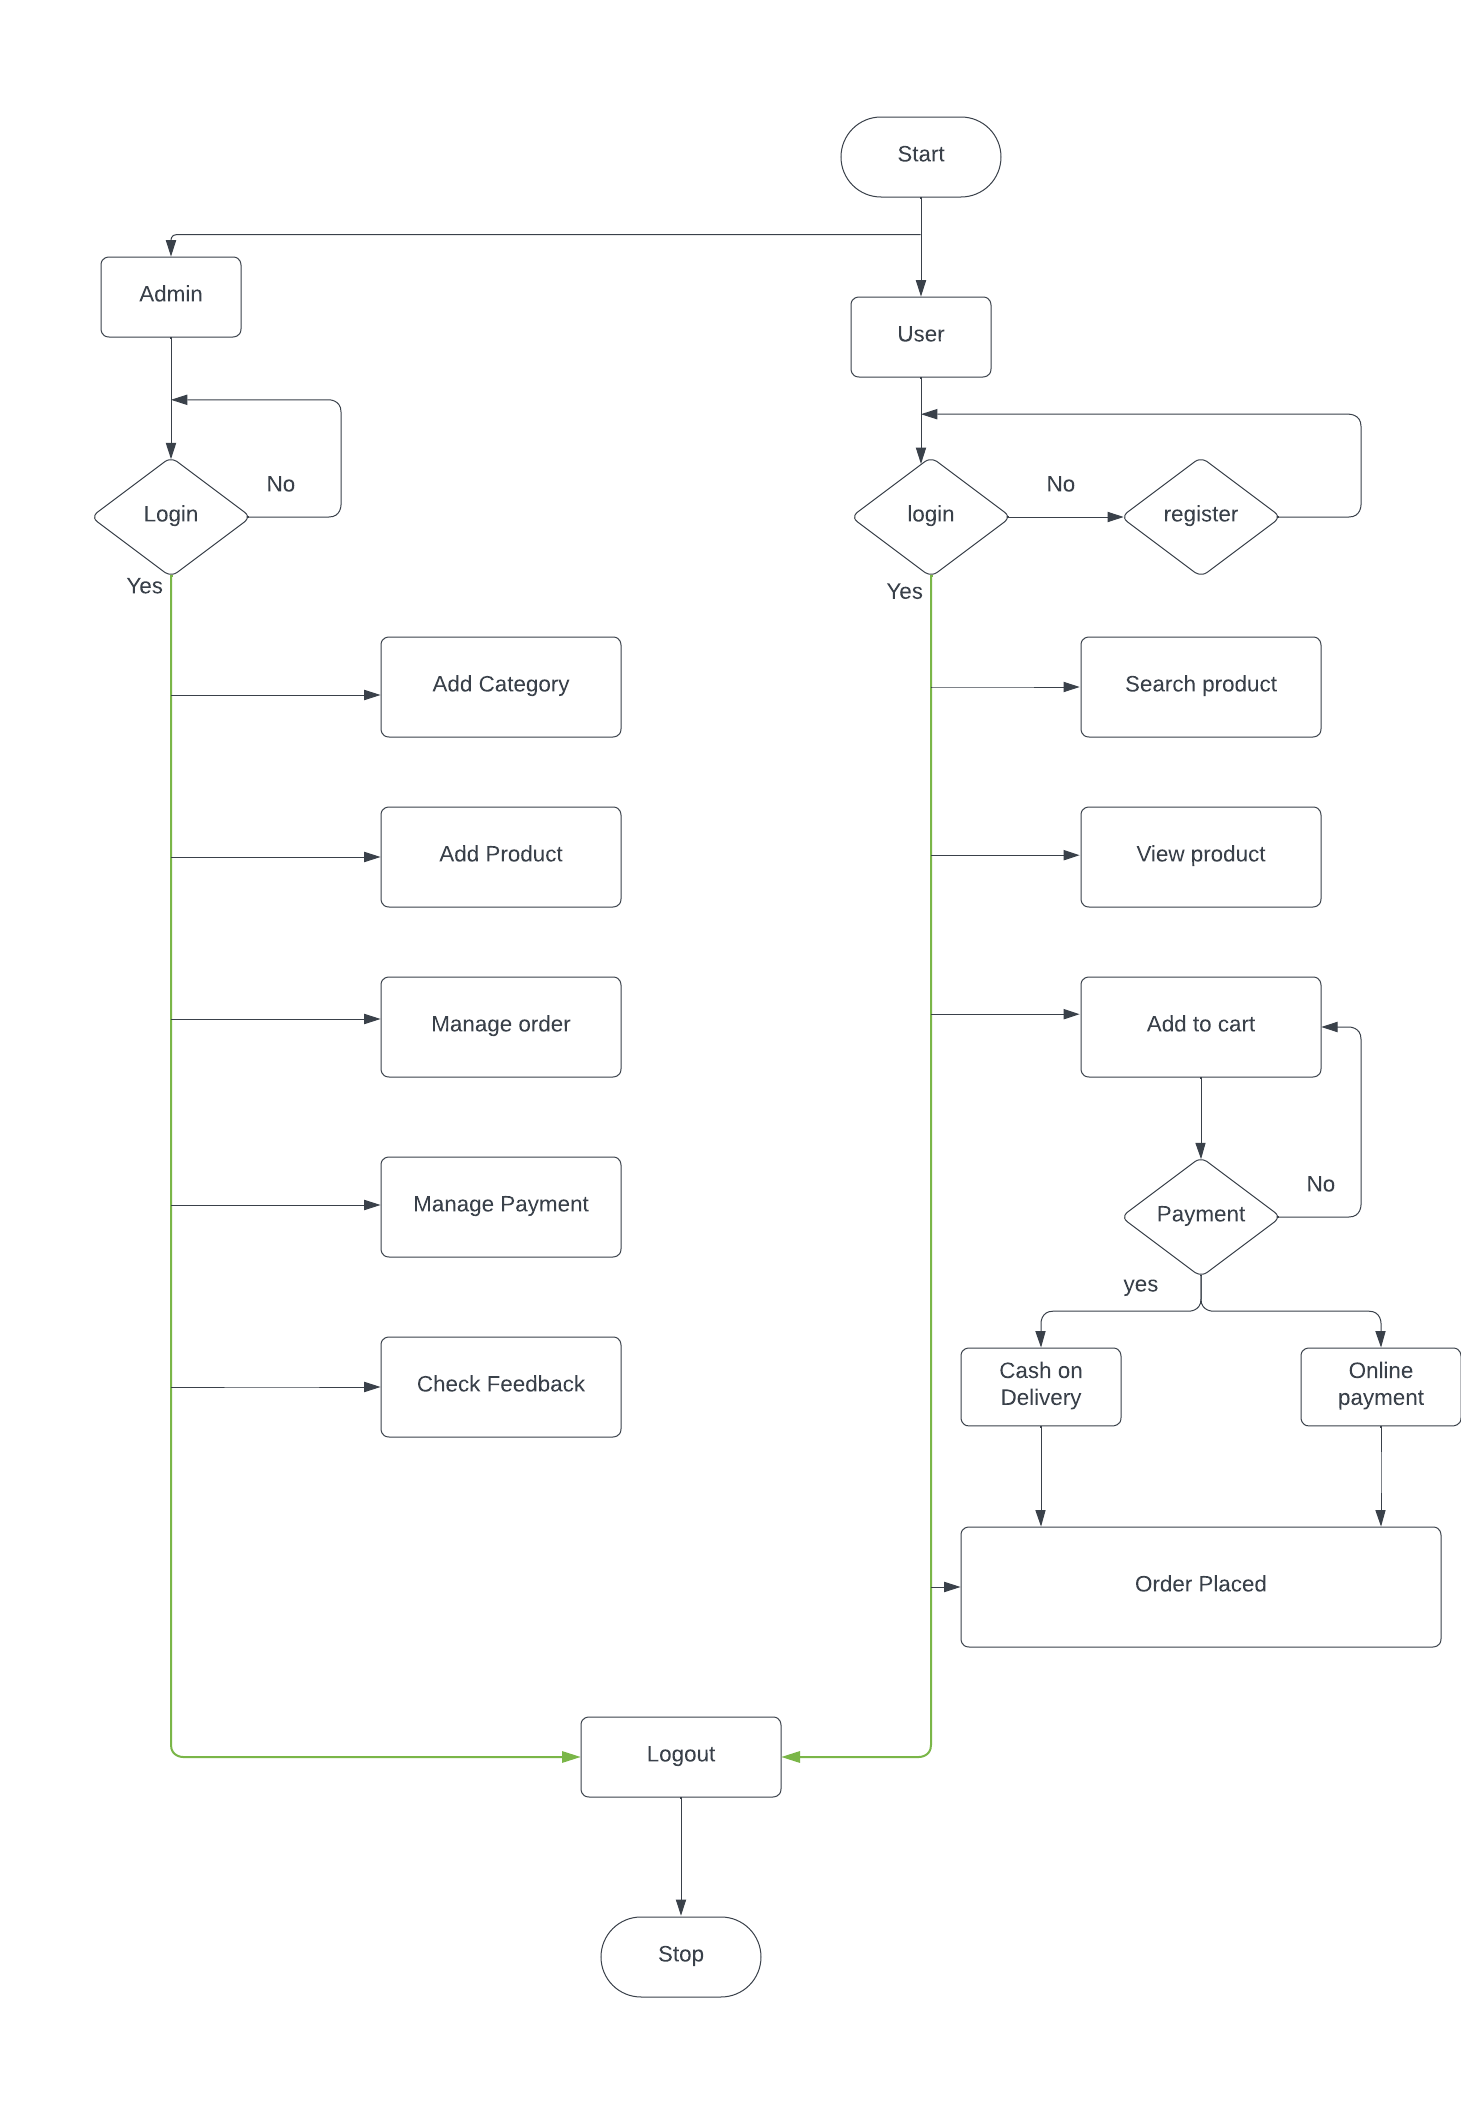 Start
Admin
User
No
No
Login
login
register
Yes
Yes
Add Category
Search product
Add Product
View product
Manage order
Add to cart
No
Manage Payment
Payment
yes
Check Feedback
Cash on
Delivery
Online
payment
Order Placed
Logout
Stop